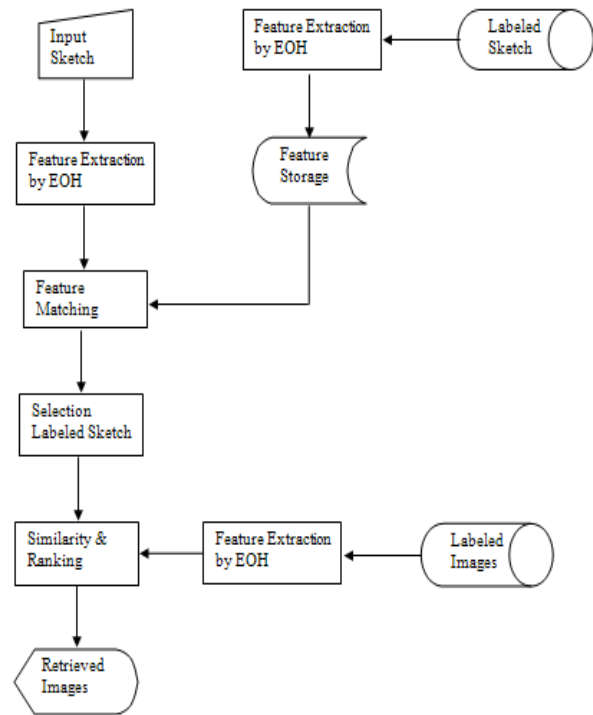 Input
Sketch
Feature Extraction
by EOH
Labeled
Sketch
Feature Extraction
by EOH
Feature
Storage
Feature
Matching
Selection
Labeled Sketch
Similarity &
Ranking
Feature Extraction
by EOH
Labeled
Images
Retrieved
Images